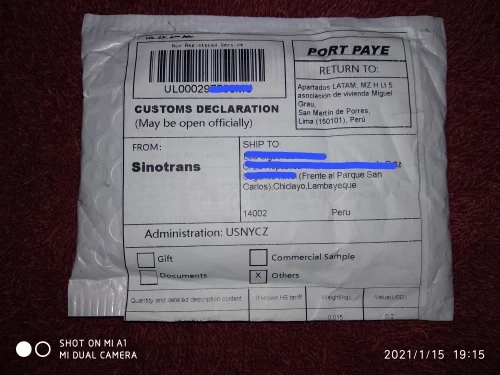 Non Registered Service
UL00029
PORT PAYE
RETURN TO:
Apartados LATAM, MZ H Lt 5
asociación de vivienda Miguel
Grau,
San Martín de Porres,
Lima (150101), Perú
CUSTOMS DECLARATION
(May be open officially)
FROM:
Sinotrans
SHIP TO:
(Frente al Parque San
Carlos),Chiclayo,Lambayeque
14002 Peru
Administration: USNYCZ
Gift
Commercial Sample
Documents
X Others
Quantity and detailed description content
If known HS tariff
Weight(kg)
Value(USD)
0.015
0.2
SHOT ON MI A1
MI DUAL CAMERA
2021/1/15 19:15